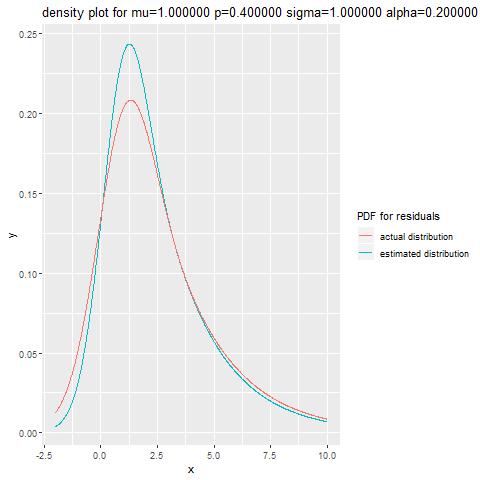 density plot for mu=1.000000 p=0.400000 sigma=1.000000 alpha=0.200000
0.25
0.20
0.15
0.10
0.05
0.00
y
-2.5
0.0
2.5
5.0
7.5
10.0
x
PDF for residuals
actual distribution
estimated distribution